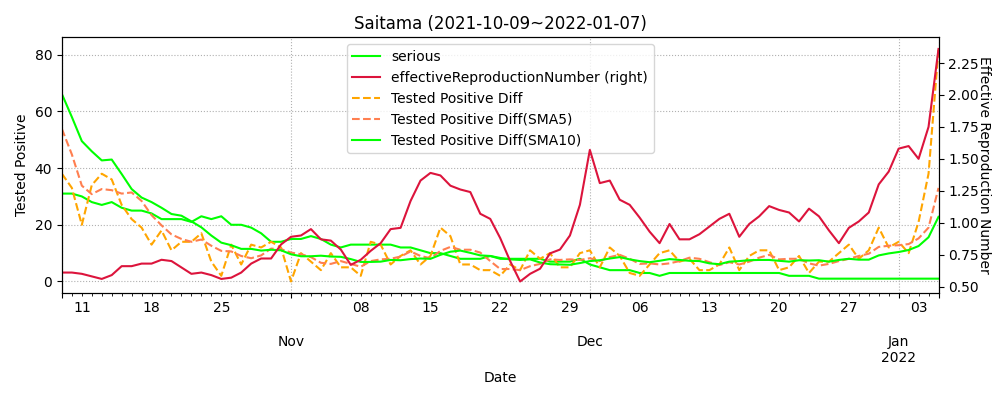 Saitama (2021-10-09~2022-01-07)
serious
effectiveReproductionNumber (right)
Tested Positive Diff
Tested Positive Diff(SMA5)
Tested Positive Diff(SMA10)
Tested Positive
80
60
40
20
0
2.25
2.00
1.75
1.50
1.25
1.00
0.75
0.50
Effective Reproduction Number
11 18 25 08 15 22 29 06 13 20 27 03
Nov Dec Jan
2022
Date